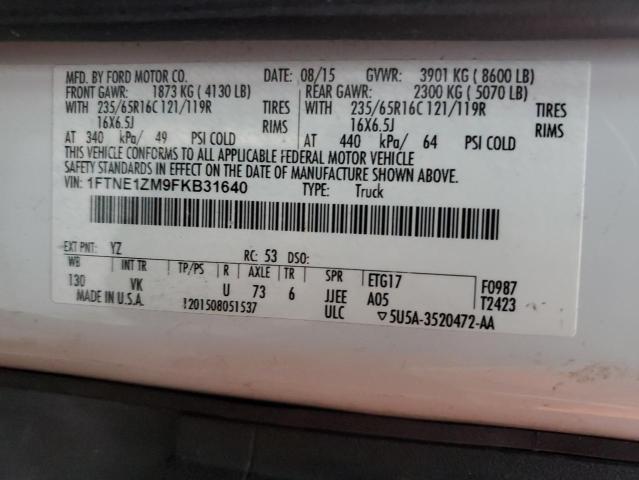 MFD. BY FORD MOTOR CO. DATE: 08/15 GVWR: 3901 KG ( 8600 LB)
FRONT GAWR: 1873 KG ( 4130 LB) REAR GAWR: 2300 KG ( 5070 LB)
WITH 235/65R16C 121/119R TIRES WITH 235/65R16C 121/119R TIRES
16X6.5J RIMS 16X6.5J RIMS
AT 340 kPa/ 49 PSI COLD AT 440 kPa/ 64 PSI COLD
THIS VEHICLE CONFORMS TO ALL APPLICABLE FEDERAL MOTOR VEHICLE
SAFETY STANDARDS IN EFFECT ON THE DATE OF MANUFACTURE SHOWN ABOVE.
VIN: 1FTNE1ZM9FKB31640 TYPE: Truck
EXT PNT: YZ RC: 53 DSO:
WB INT TR TP/PS R AXLE TR SPR ETG17 F0987
130 VK U 73 6 JJEE A05 T2423
MADE IN U.S.A. 1201508051537 ULC ▽5U5A-3520472-AA